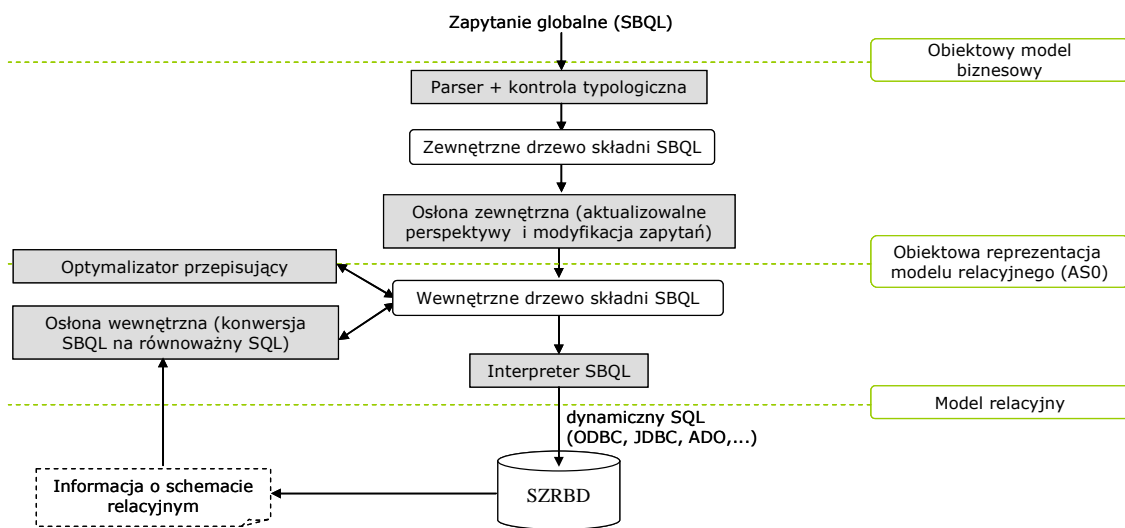 Zapytanie globalne (SBQL)
Obiektowy model
biznesowy
Parser + kontrola typologiczna
Zewnętrzne drzewo składni SBQL
Osłona zewnętrzna (aktualizowalne
perspektywy i modyfikacja zapytań)
Obiektowa reprezentacja
modelu relacyjnego (AS0)
Optymalizator przepisujący
Wewnętrzne drzewo składni SBQL
Osłona wewnętrzna (konwersja
SBQL na równoważny SQL)
Interpreter SBQL
Model relacyjny
dynamiczny SQL
(ODBC, JDBC, ADO,...)
Informacja o schemacie
relacyjnym
SZRBD